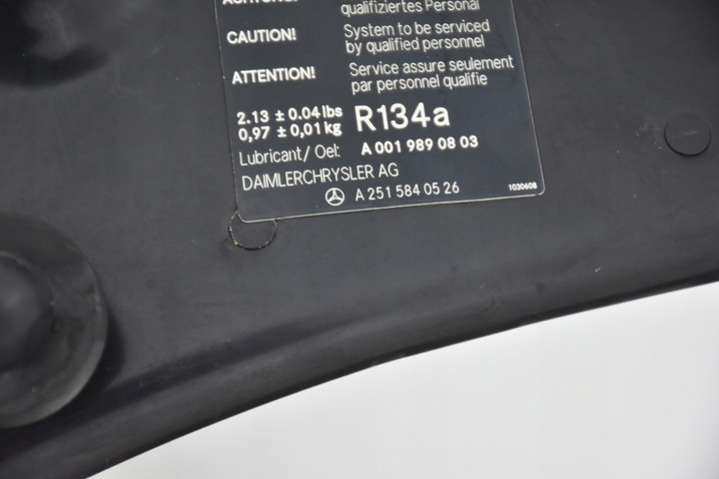 ACHTUNG!
qualifiziertes Personal
CAUTION!
System to be serviced
by qualified personnel
ATTENTION!
Service assure seulement
par personnel qualifie
2.13 ± 0.04 lbs
0,97 ± 0,01 kg
R134a
Lubricant/ Oel:
A 001 989 08 03
DAIMLERCHRYSLER AG
A 251 584 05 26
1030608